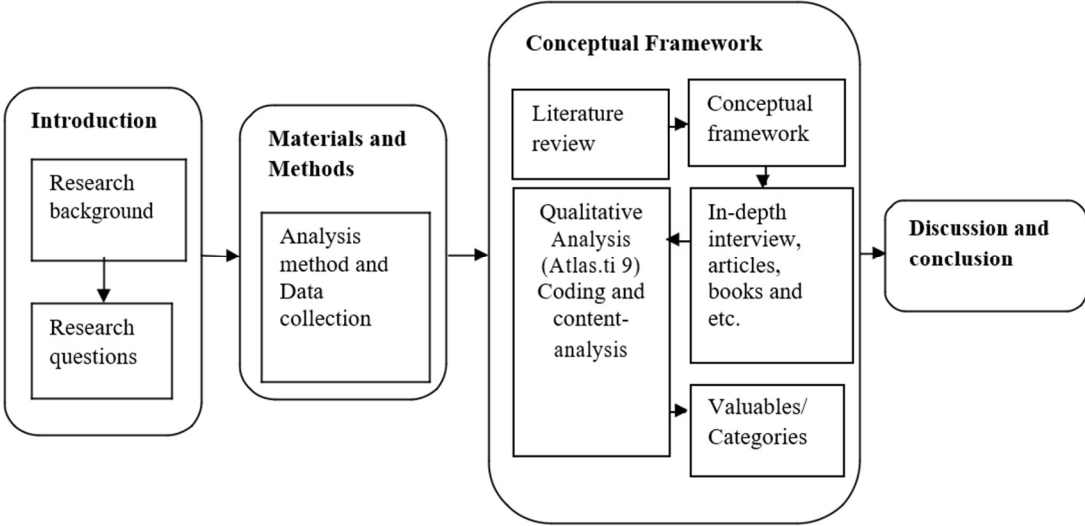 Introduction
Research
background
Research
questions
Materials and
Methods
Analysis
method and
Data
collection
Conceptual Framework
Literature
review
Conceptual
framework
In-depth
interview,
articles,
books and
etc.
Qualitative
Analysis
(Atlas.ti 9)
Coding and
content-
analysis
Valuables/
Categories
Discussion and
conclusion